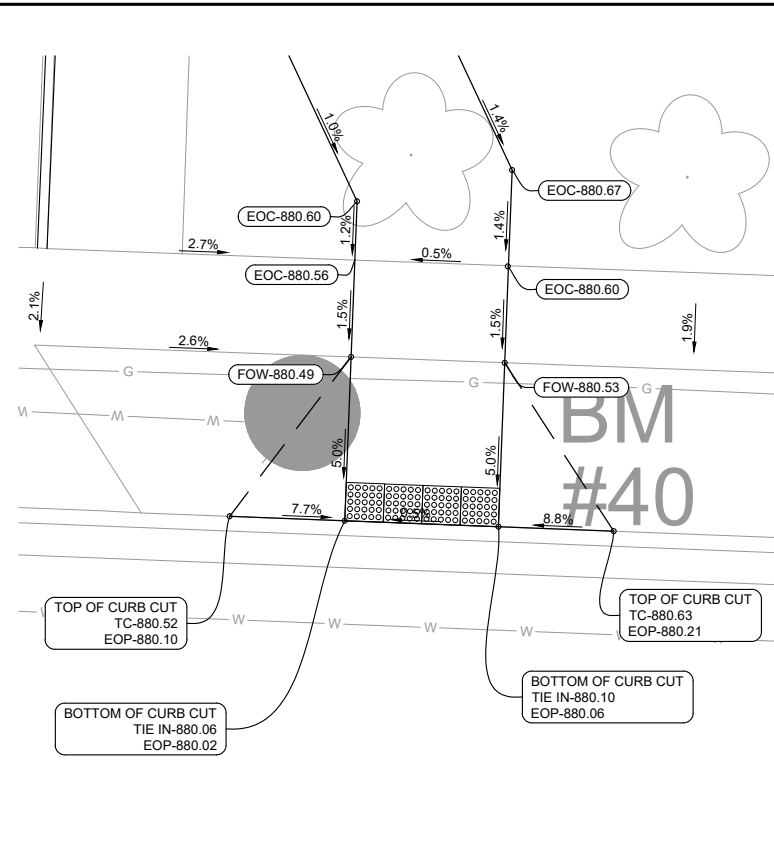 1.0%
1.4%
EOC-880.67
EOC-880.60
1.2%
1.4%
2.7%
0.5%
EOC-880.56
EOC-880.60
2.1%
1.5%
1.5%
1.9%
2.6%
G
FOW-880.49
G
FOW-880.53
G
W
W
W
BM
#40
5.0%
5.0%
7.7%
0.5%
8.8%
TOP OF CURB CUT
TC-880.52
EOP-880.10
TOP OF CURB CUT
TC-880.63
EOP-880.21
W
W
W
W
W
BOTTOM OF CURB CUT
TIE IN-880.06
EOP-880.02
BOTTOM OF CURB CUT
TIE IN-880.10
EOP-880.06